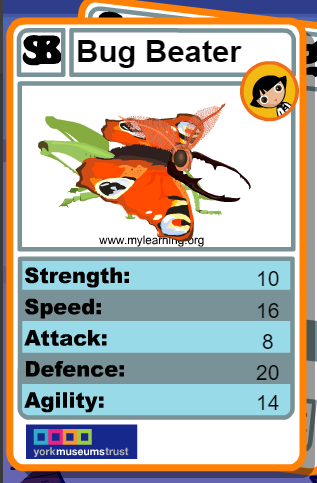 SB Bug Beater
www.mylearning.org
Strength: 10
Speed: 16
Attack: 8
Defence: 20
Agility: 14
yorkmuseumstrust